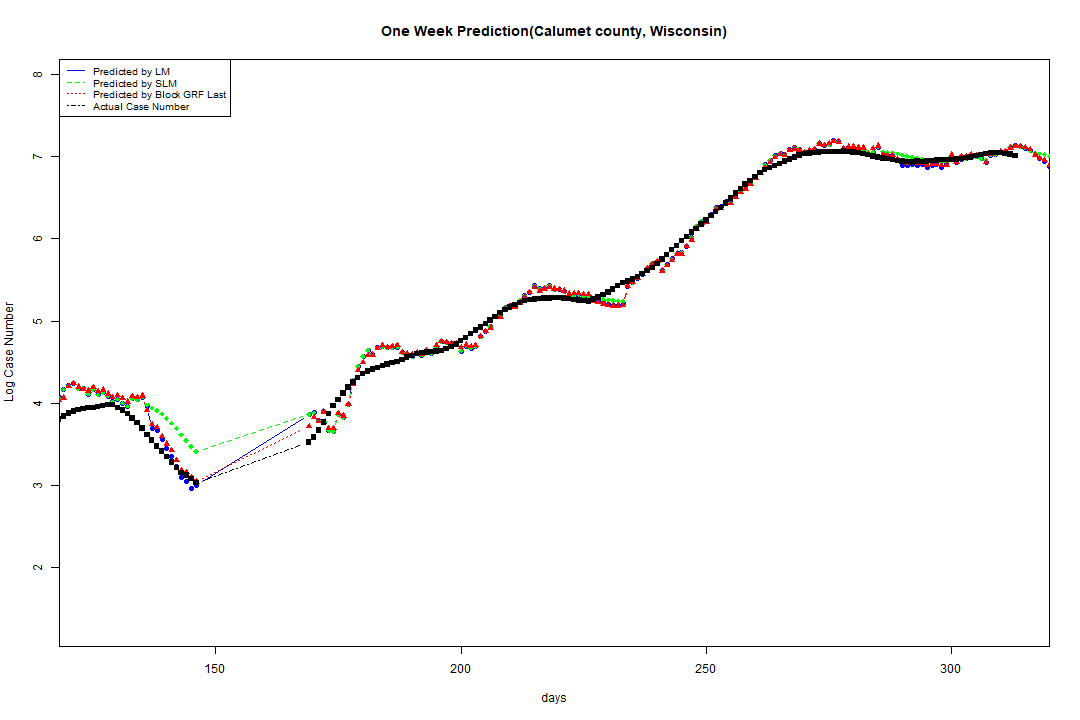 One Week Prediction(Calumet county, Wisconsin)
Predicted by LM
Predicted by SLM
Predicted by Block GRF Last
Actual Case Number
8
7
6
5
4
3
2
Log Case Number
150 200 250 300
days